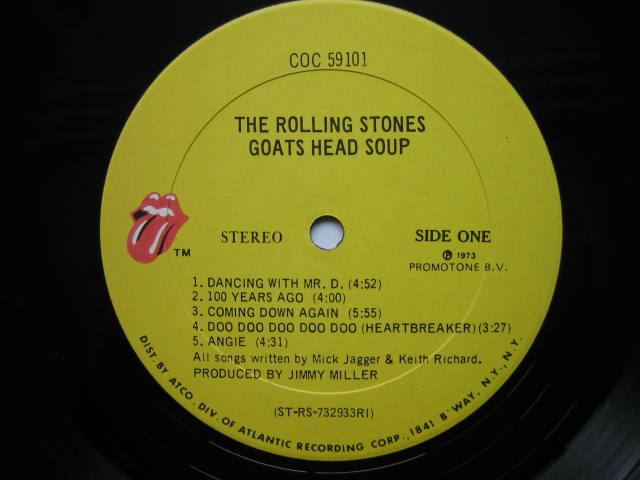 COC 59101
THE ROLLING STONES
GOATS HEAD SOUP
TM
STEREO
SIDE ONE
℗ 1973
PROMOTONE B.V.
1. DANCING WITH MR. D. (4:52)
2. 100 YEARS AGO (4:00)
3. COMING DOWN AGAIN (5:55)
4. DOO DOO DOO DOO DOO (HEARTBREAKER) (3:27)
5. ANGIE (4:31)
All songs written by Mick Jagger & Keith Richard.
PRODUCED BY JIMMY MILLER
(ST-RS-732933RI)
DIST. BY ATCO. DIV. OF ATLANTIC RECORDING CORP., 1841 B'WAY, N.Y., N.Y.